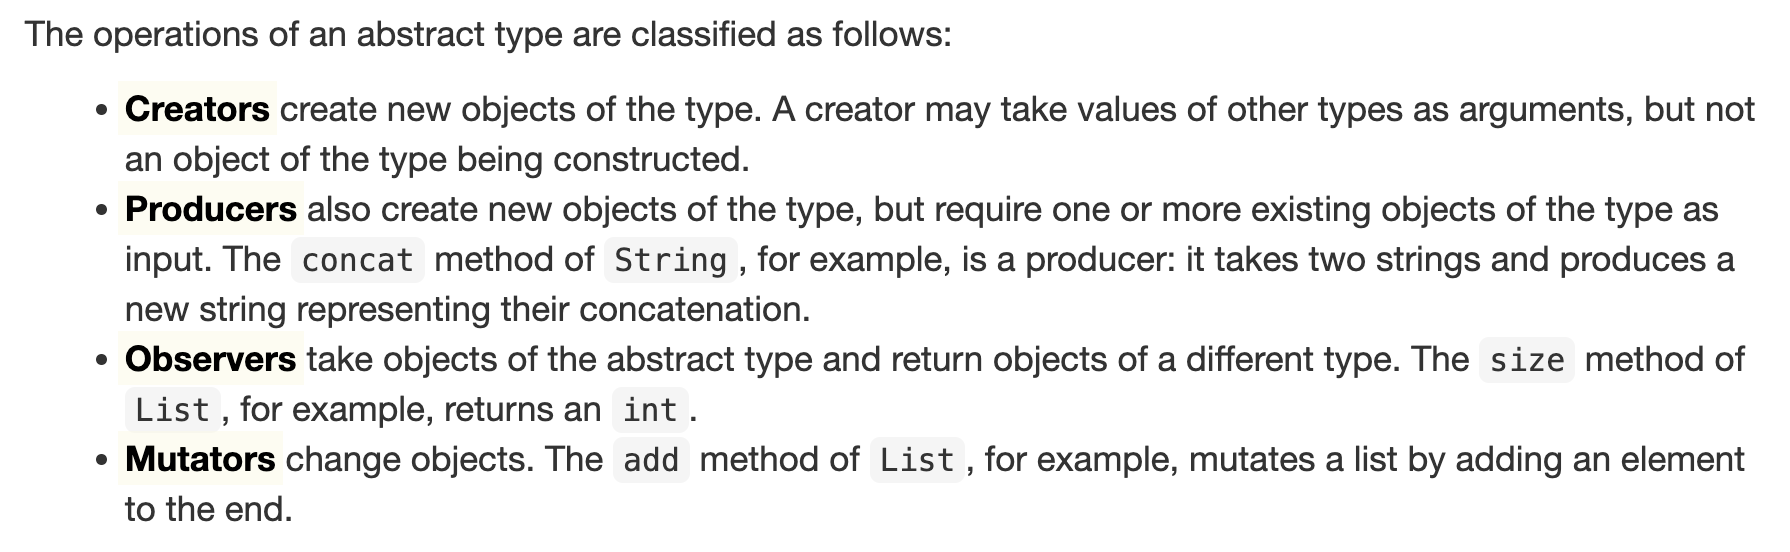 The operations of an abstract type are classified as follows:
• Creators create new objects of the type. A creator may take values of other types as arguments, but not
an object of the type being constructed.
• Producers also create new objects of the type, but require one or more existing objects of the type as
input. The concat method of String, for example, is a producer: it takes two strings and produces a
new string representing their concatenation.
• Observers take objects of the abstract type and return objects of a different type. The size method of
List, for example, returns an int.
• Mutators change objects. The add method of List, for example, mutates a list by adding an element
to the end.